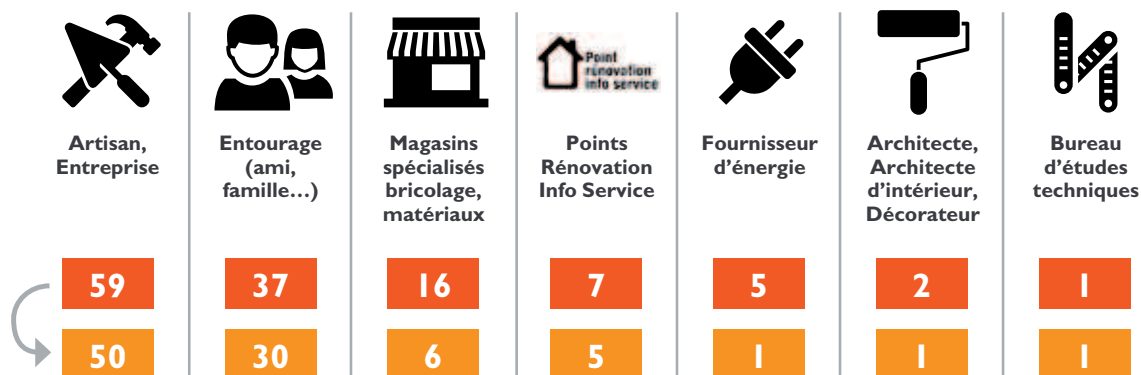 Point
rénovation
info service
Artisan,
Entreprise
Entourage
(ami,
famille…)
Magasins
spécialisés
bricolage,
matériaux
Points
Rénovation
Info Service
Fournisseur
d’énergie
Architecte,
Architecte
d’intérieur,
Décorateur
Bureau
d’études
techniques
59 37 16 7 5 2 1
50 30 6 5 1 1 1